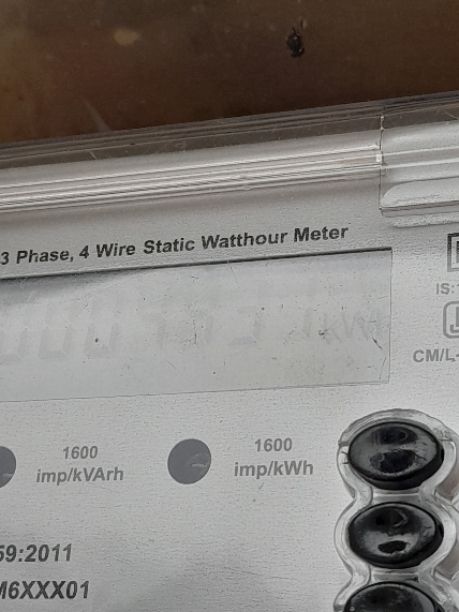 3 Phase, 4 Wire Static Watthour Meter
IS:
CM/L-
1600
imp/kVArh
1600
imp/kWh
59:2011
M6XXX01